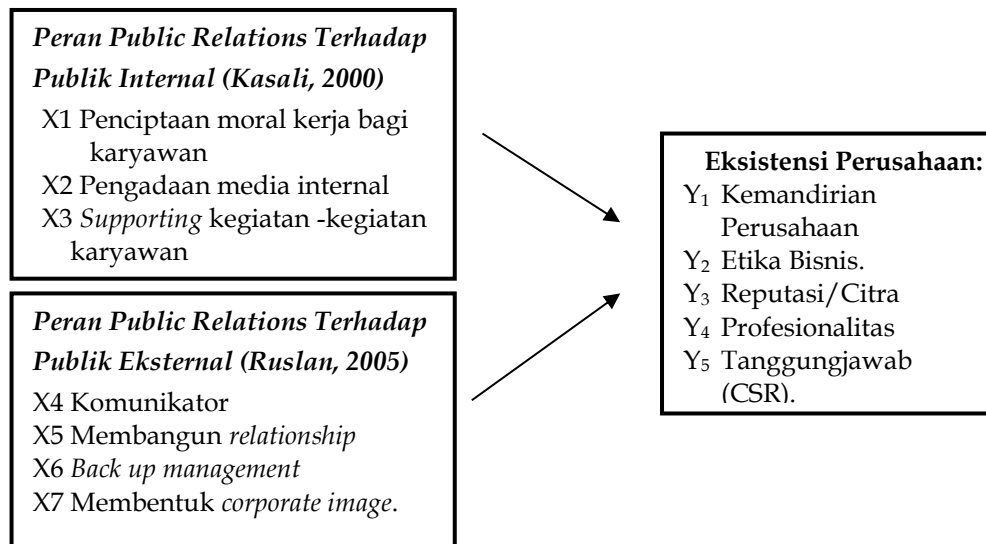 Peran Public Relations Terhadap
Publik Internal (Kasali, 2000)
X1 Penciptaan moral kerja bagi
karyawan
X2 Pengadaan media internal
X3 Supporting kegiatan -kegiatan
karyawan
Peran Public Relations Terhadap
Publik Eksternal (Ruslan, 2005)
X4 Komunikator
X5 Membangun relationship
X6 Back up management
X7 Membentuk corporate image.
Eksistensi Perusahaan:
Y1 Kemandirian
Perusahaan
Y2 Etika Bisnis.
Y3 Reputasi/Citra
Y4 Profesionalitas
Y5 Tanggungjawab
(CSR).